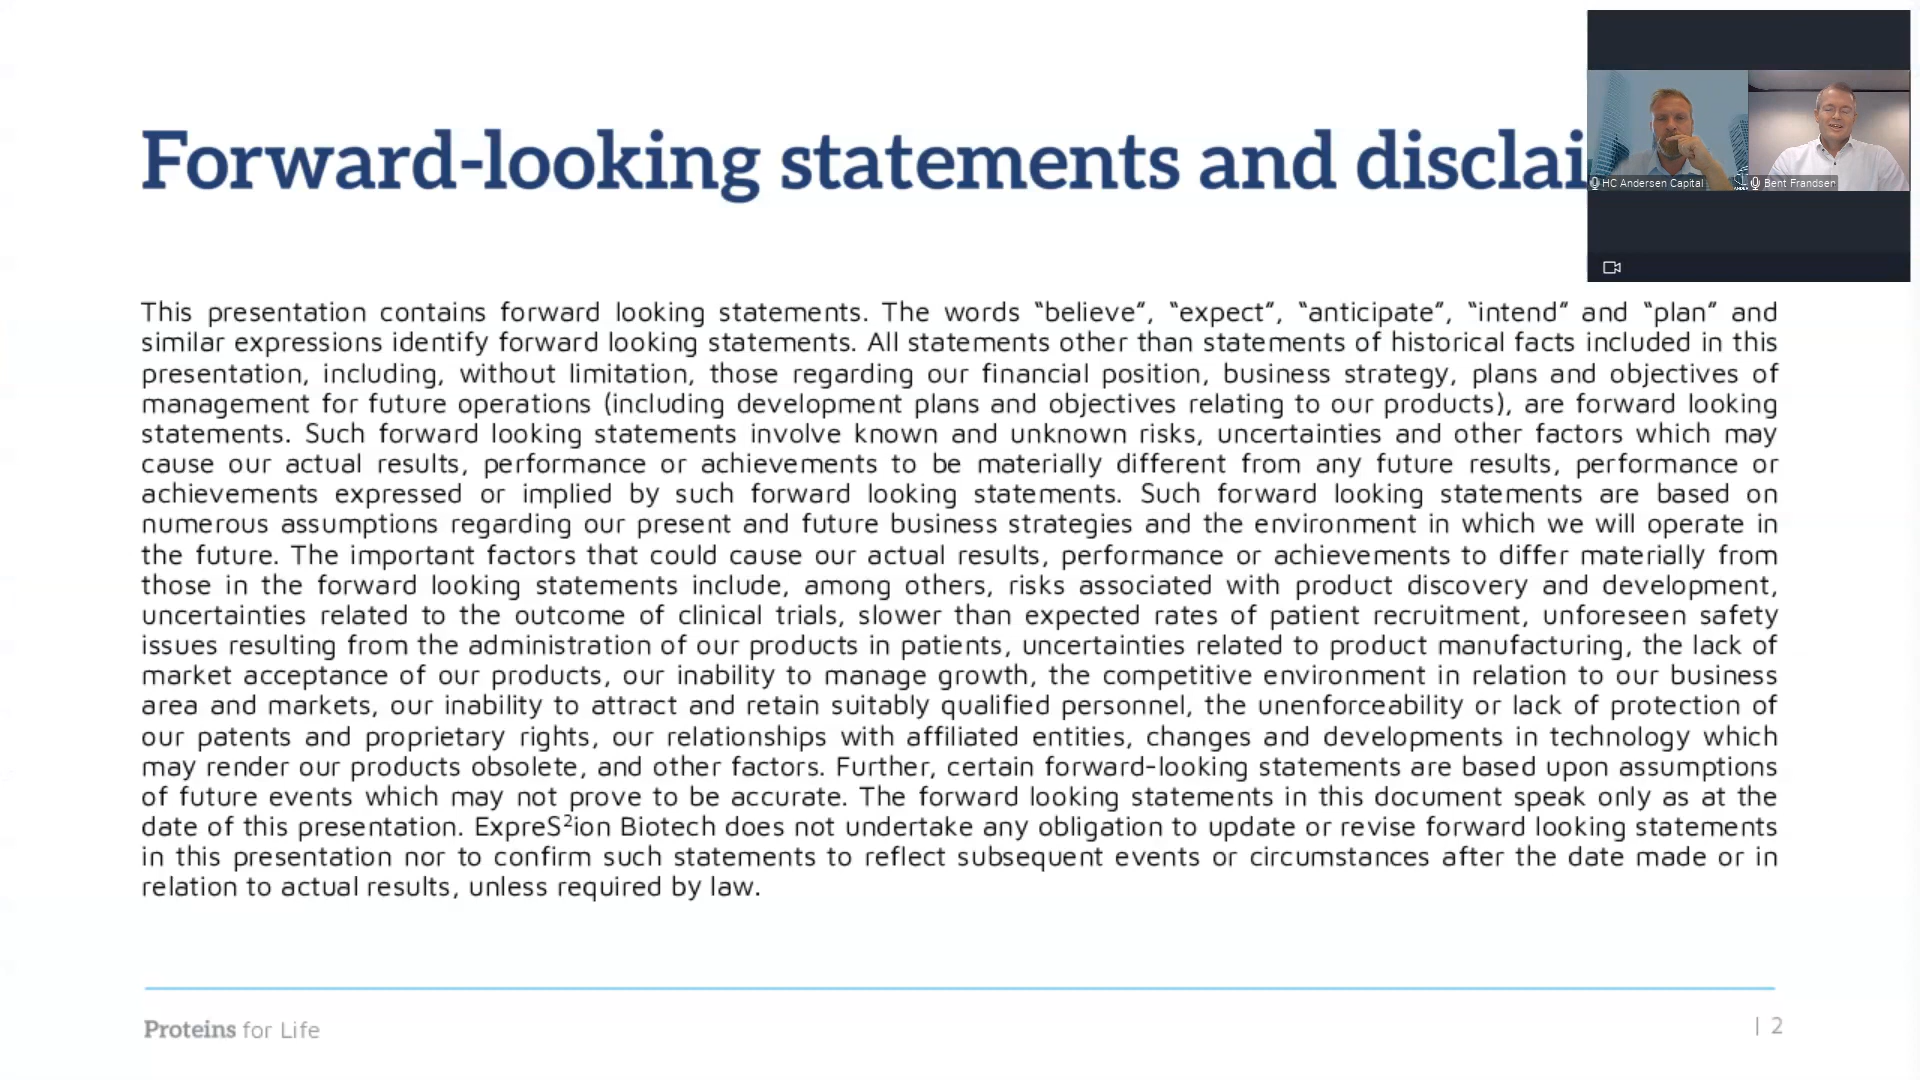 Forward-looking statements and disclai
HC Andersen Capital
Bent Frandsen
This presentation contains forward looking statements. The words “believe”, “expect”, “anticipate”, “intend” and “plan” and
similar expressions identify forward looking statements. All statements other than statements of historical facts included in this
presentation, including, without limitation, those regarding our financial position, business strategy, plans and objectives of
management for future operations (including development plans and objectives relating to our products), are forward looking
statements. Such forward looking statements involve known and unknown risks, uncertainties and other factors which may
cause our actual results, performance or achievements to be materially different from any future results, performance or
achievements expressed or implied by such forward looking statements. Such forward looking statements are based on
numerous assumptions regarding our present and future business strategies and the environment in which we will operate in
the future. The important factors that could cause our actual results, performance or achievements to differ materially from
those in the forward looking statements include, among others, risks associated with product discovery and development,
uncertainties related to the outcome of clinical trials, slower than expected rates of patient recruitment, unforeseen safety
issues resulting from the administration of our products in patients, uncertainties related to product manufacturing, the lack of
market acceptance of our products, our inability to manage growth, the competitive environment in relation to our business
area and markets, our inability to attract and retain suitably qualified personnel, the unenforceability or lack of protection of
our patents and proprietary rights, our relationships with affiliated entities, changes and developments in technology which
may render our products obsolete, and other factors. Further, certain forward-looking statements are based upon assumptions
of future events which may not prove to be accurate. The forward looking statements in this document speak only as at the
date of this presentation. ExpreS²ion Biotech does not undertake any obligation to update or revise forward looking statements
in this presentation nor to confirm such statements to reflect subsequent events or circumstances after the date made or in
relation to actual results, unless required by law.
Proteins for Life
| 2